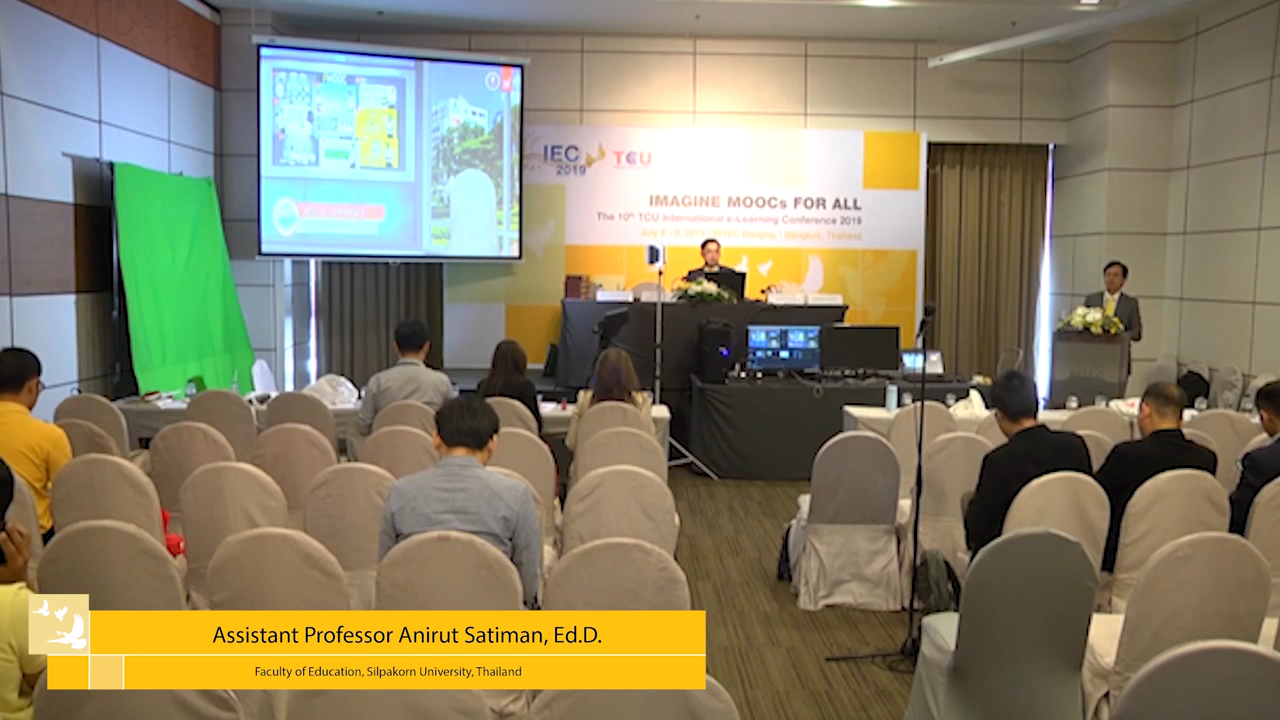 IEC
2019
TCU
IMAGINE MOOCs FOR ALL
The 10th TCU International e-Learning Conference 2019
Bangkok, Thailand
Assistant Professor Anirut Satiman, Ed.D.
Faculty of Education, Silpakorn University, Thailand